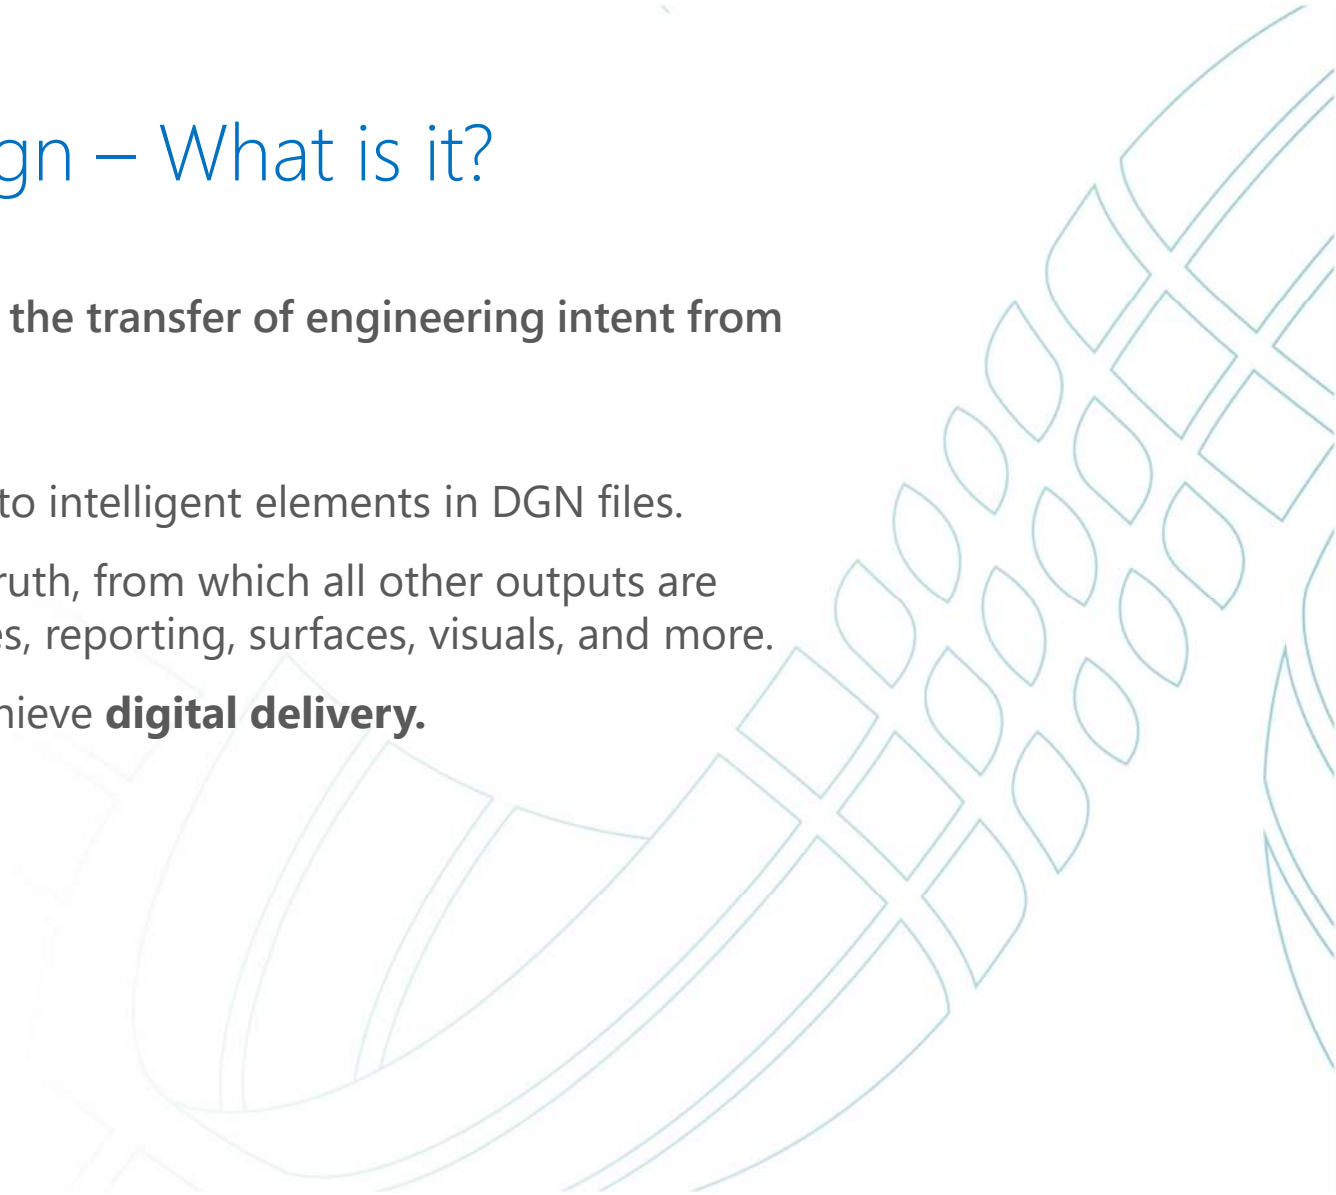 gn – What is it?
the transfer of engineering intent from
to intelligent elements in DGN files.
ruth, from which all other outputs are
es, reporting, surfaces, visuals, and more.
hieve digital delivery.